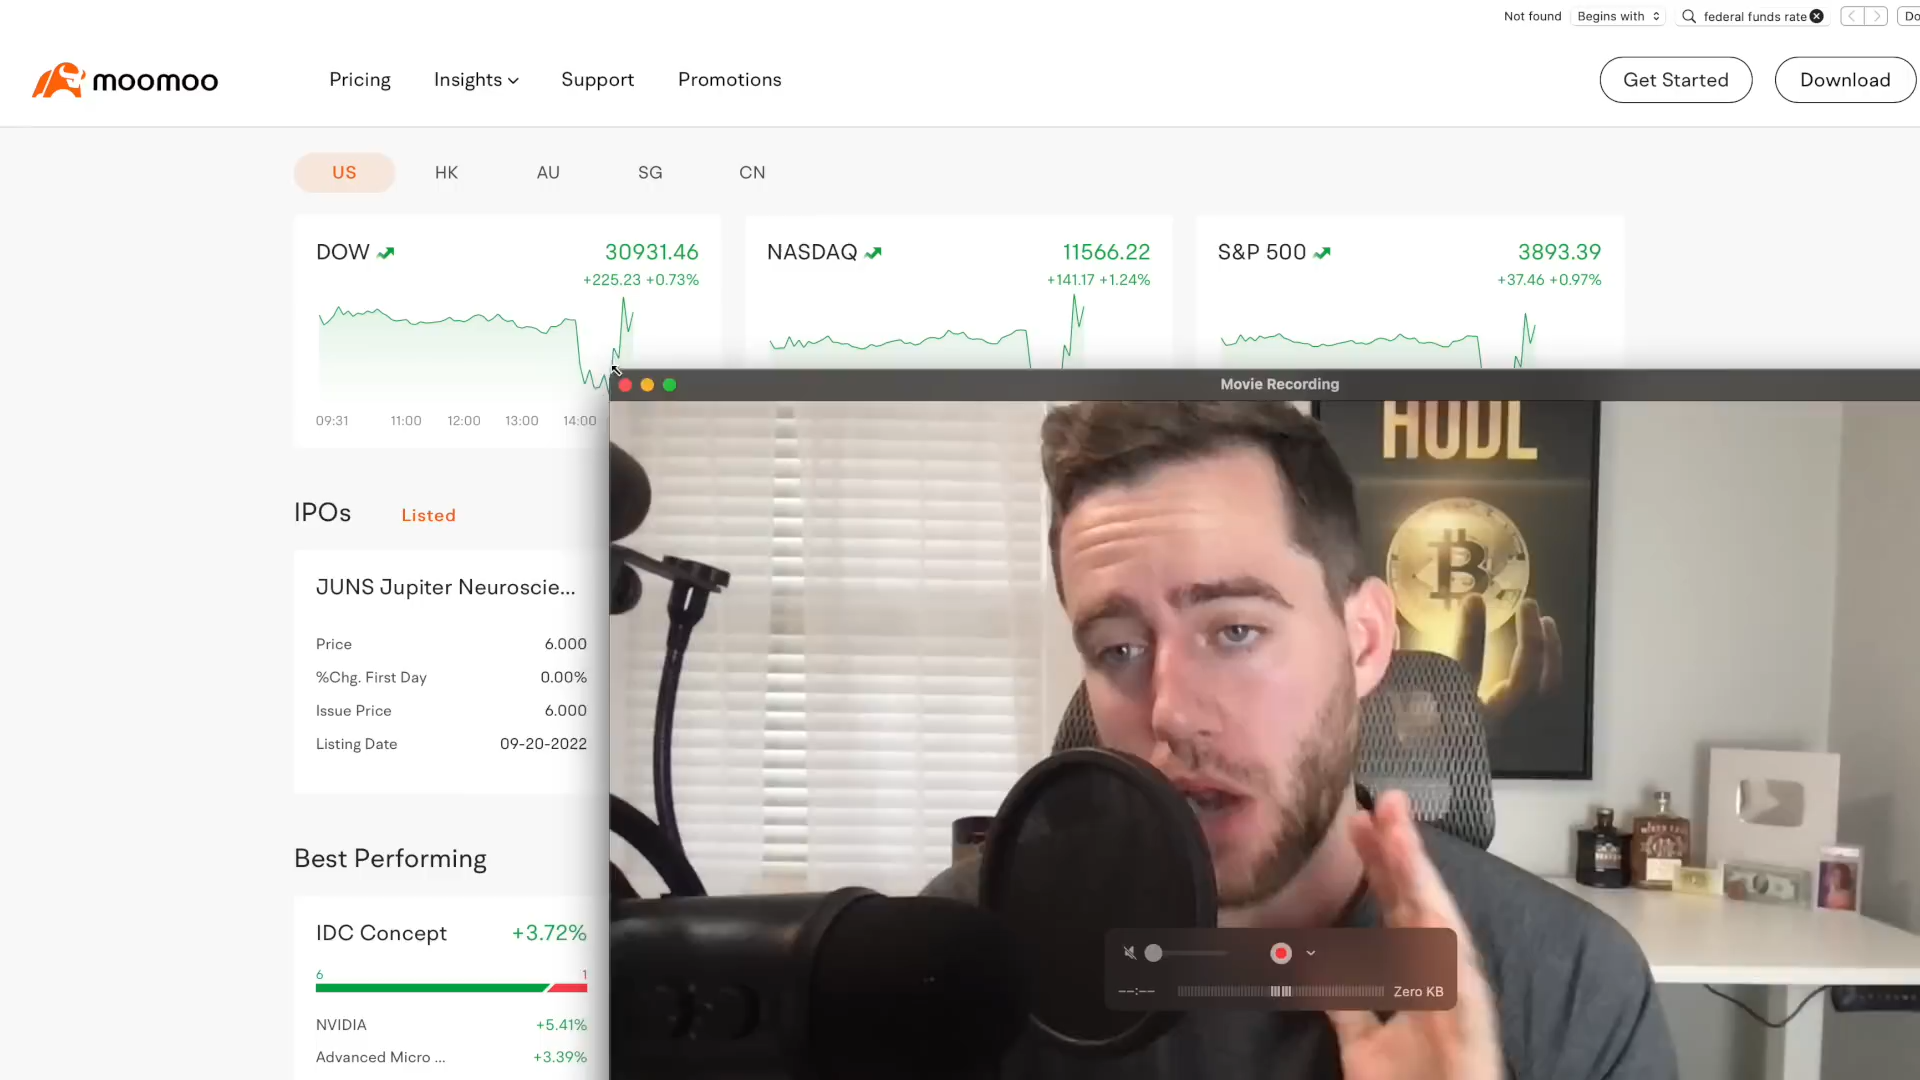 Not found Begins with federal funds rate Do
moomoo Pricing Insights Support Promotions Get Started Download
US HK AU SG CN
DOW 30931.46
+225.23 +0.73%
NASDAQ 11566.22
+141.17 +1.24%
S&P 500 3893.39
+37.46 +0.97%
09:31 11:00 12:00 13:00 14:00
Movie Recording
HODL
IPOs Listed
JUNS Jupiter Neuroscie...
Price 6.000
%Chg. First Day 0.00%
Issue Price 6.000
Listing Date 09-20-2022
Best Performing
IDC Concept +3.72%
6 1
NVIDIA +5.41%
Advanced Micro ... +3.39%
--:-- Zero KB